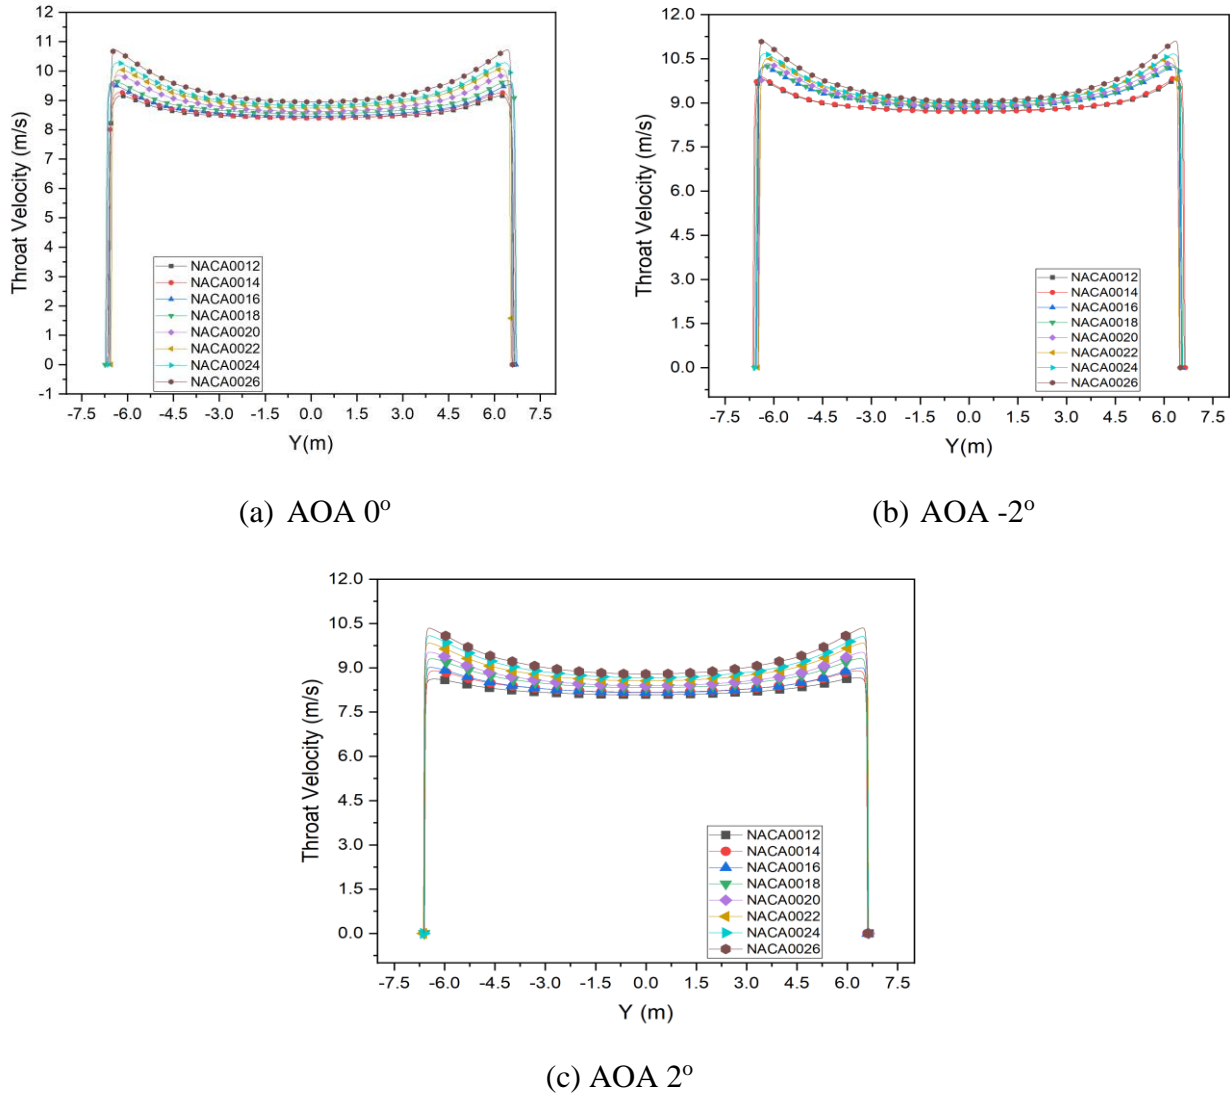 12
11
10
9
8
7
6
5
4
3
2
1
0
-1
Throat Velocity (m/s)
NACA0012
NACA0014
NACA0016
NACA0018
NACA0020
NACA0022
NACA0024
NACA0026
-7.5 -6.0 -4.5 -3.0 -1.5 0.0 1.5 3.0 4.5 6.0 7.5
Y(m)
(a) AOA 0º
12.0
10.5
9.0
7.5
6.0
4.5
3.0
1.5
0.0
Throat Velocity (m/s)
NACA0012
NACA0014
NACA0016
NACA0018
NACA0020
NACA0022
NACA0024
NACA0026
-7.5 -6.0 -4.5 -3.0 -1.5 0.0 1.5 3.0 4.5 6.0 7.5
Y(m)
(b) AOA -2º
12.0
10.5
9.0
7.5
6.0
4.5
3.0
1.5
0.0
Throat Velocity (m/s)
NACA0012
NACA0014
NACA0016
NACA0018
NACA0020
NACA0022
NACA0024
NACA0026
-7.5 -6.0 -4.5 -3.0 -1.5 0.0 1.5 3.0 4.5 6.0 7.5
Y (m)
(c) AOA 2º